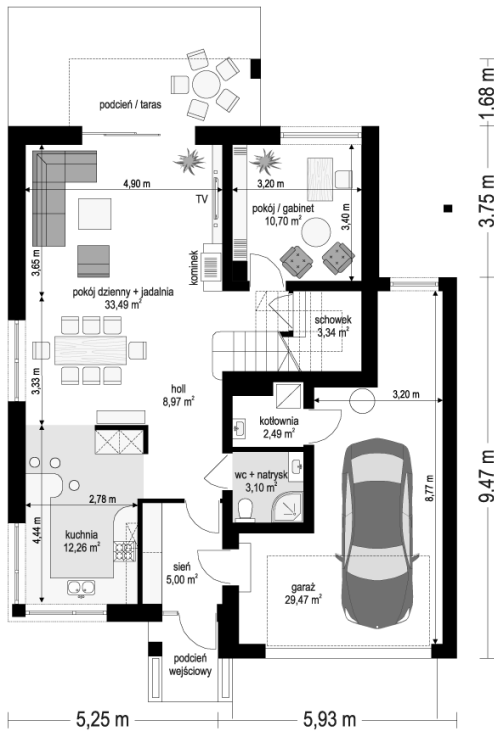 podcień / taras
1.68 m
4,90 m
TV
3,20 m
pokój / gabinet
10,70 m²
3,40 m
3.75 m
3,65 m
kominek
pokój dzienny + jadalnia
33,49 m²
schowek
3,34 m²
3,33 m
holl
8,97 m²
3,20 m
kotłownia
2,49 m²
8,77 m
9.47 m
wc + natrysk
3,10 m²
2,78 m
4,44 m
kuchnia
12,26 m²
sień
5,00 m²
garaż
29,47 m²
podcień
wejściowy
5,25 m
5,93 m